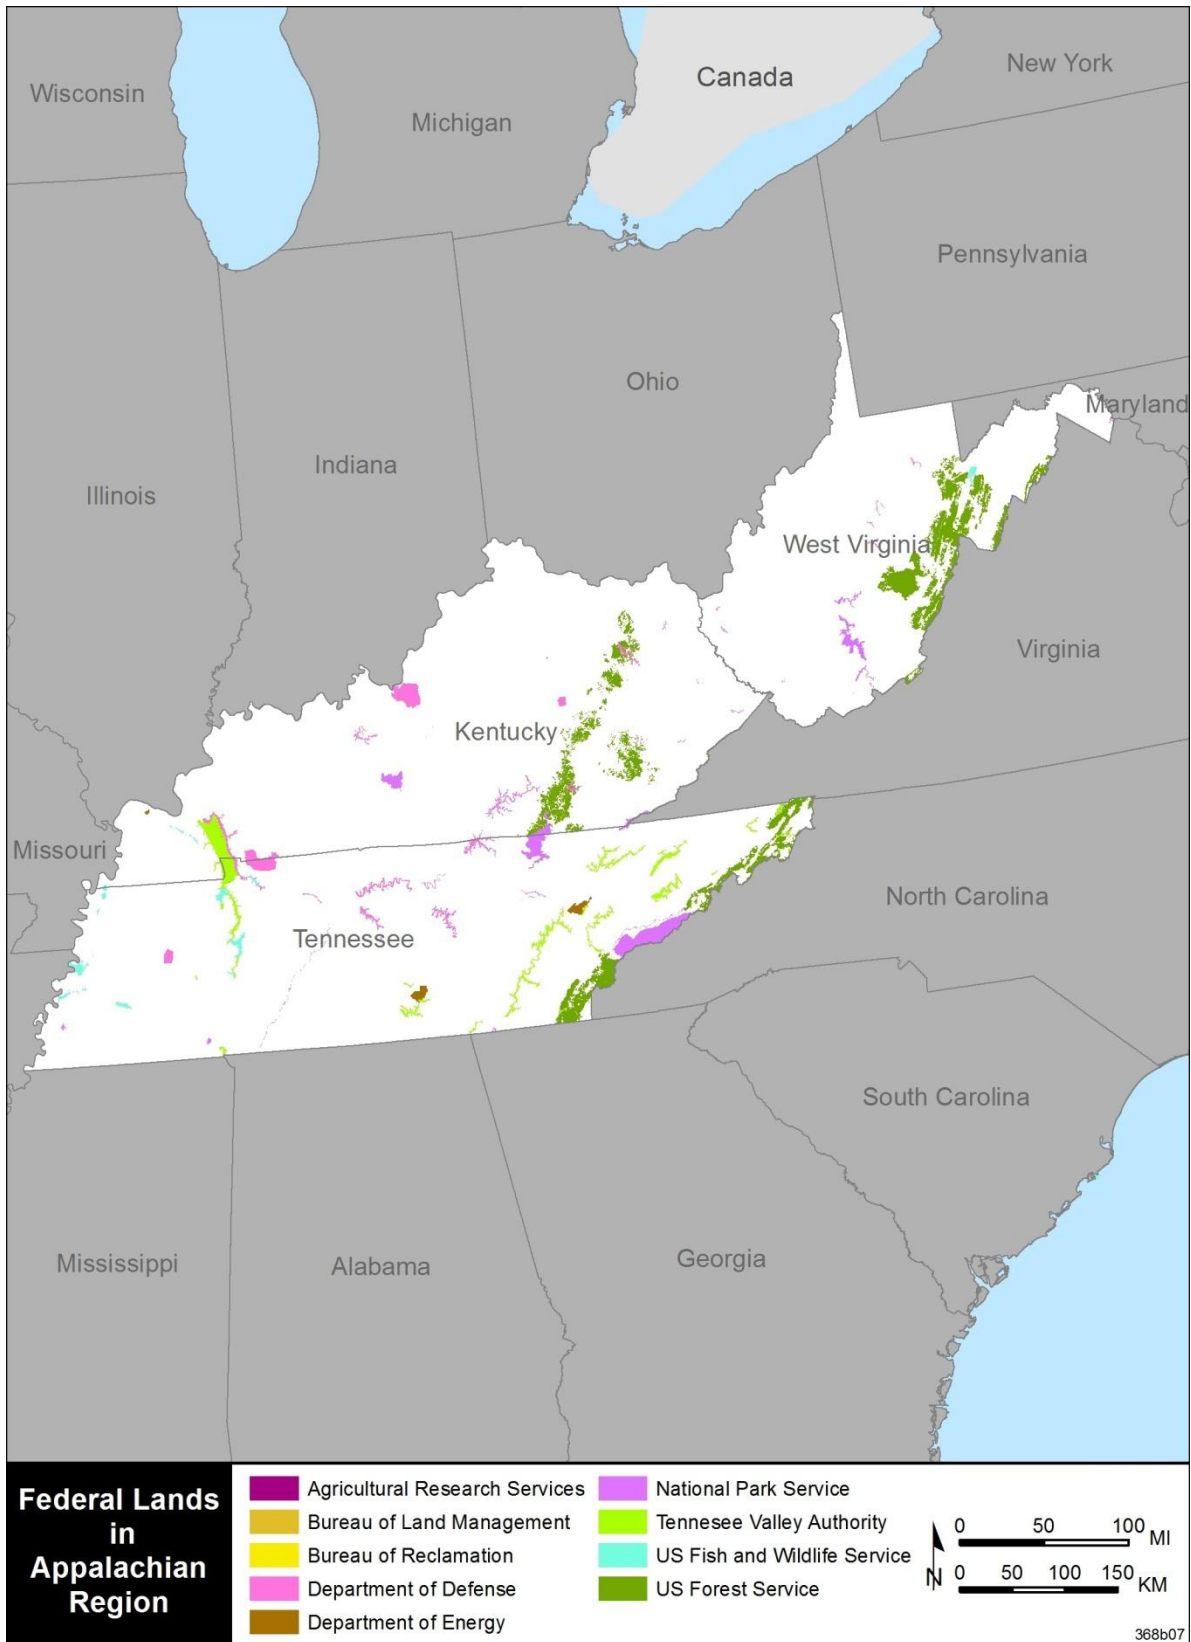 Canada
New York
Wisconsin
Michigan
Pennsylvania
Ohio
Maryland
Indiana
Illinois
West Virginia
Virginia
Kentucky
Missouri
North Carolina
Tennessee
South Carolina
Mississippi
Alabama
Georgia
Federal Lands
in
Appalachian
Region
Agricultural Research Services
Bureau of Land Management
Bureau of Reclamation
Department of Defense
Department of Energy
National Park Service
Tennesee Valley Authority
US Fish and Wildlife Service
US Forest Service
N
0 50 100 MI
0 50 100 150 KM
368b07